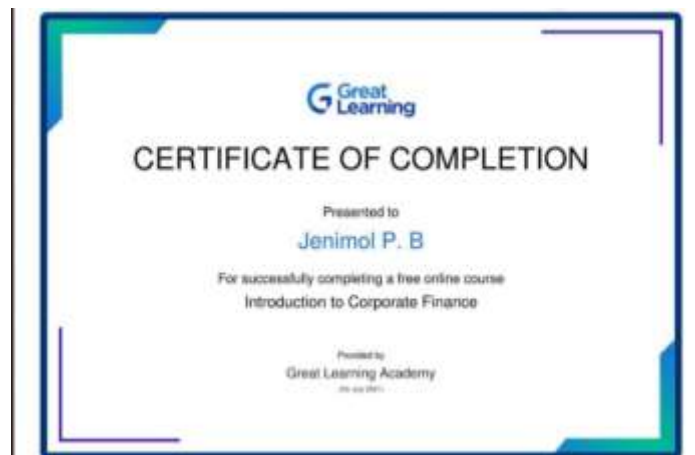 Great
Learning
CERTIFICATE OF COMPLETION
Presented to
Jenimol P. B
For successfully completing a free online course
Introduction to Corporate Finance
Provided by
Great Learning Academy